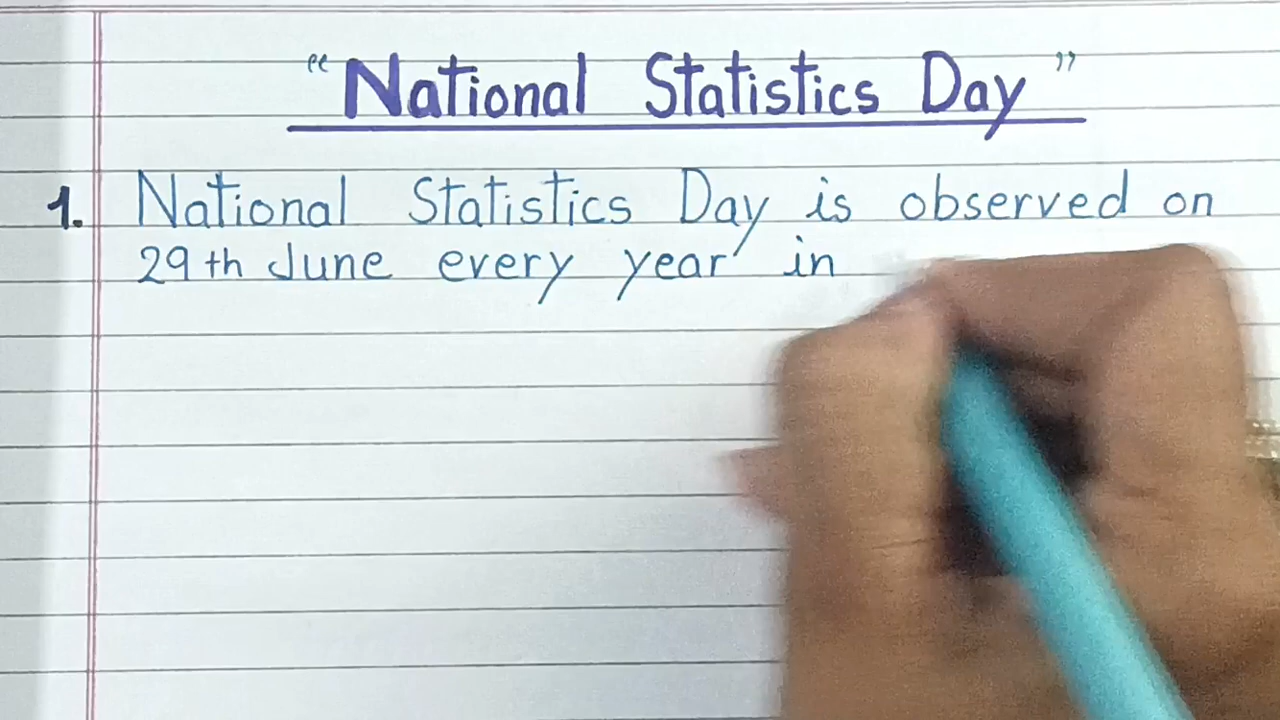 “National Statistics Day”
1. National Statistics Day is observed on
29th June every year in